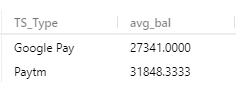 TS_Type avg_bal
Google Pay 27341.0000
Paytm 31848.3333